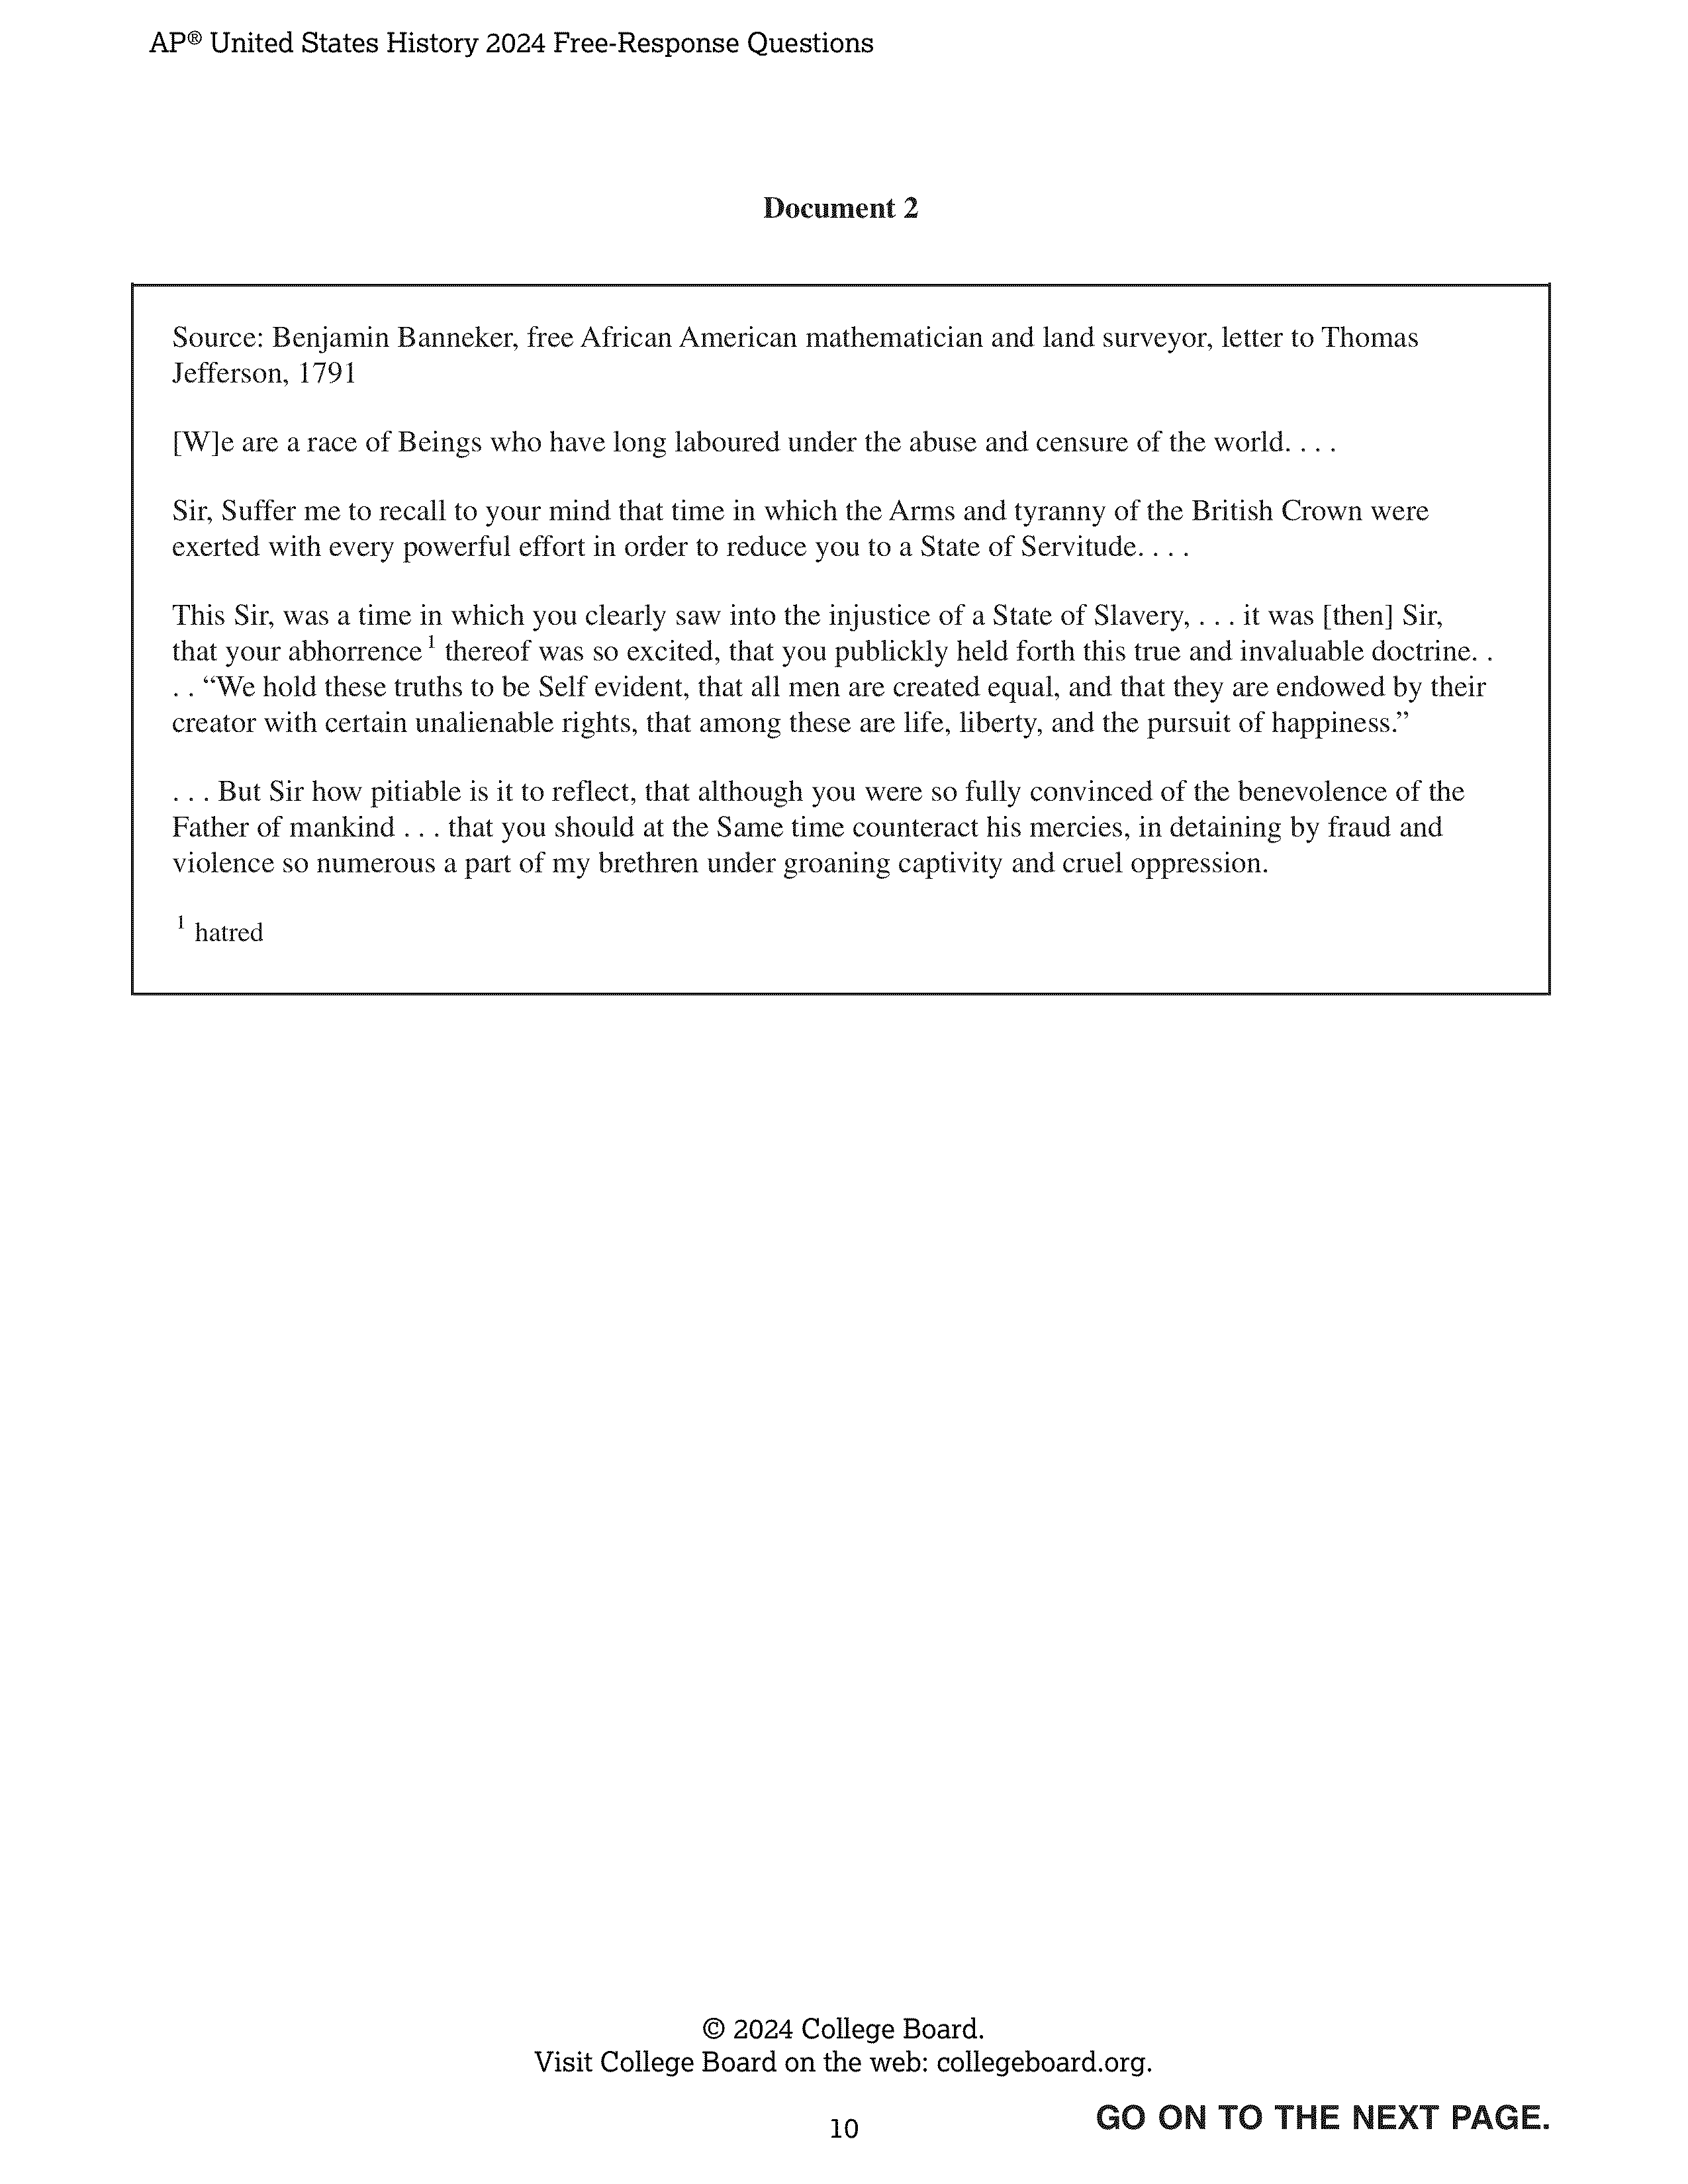 AP® United States History 2024 Free-Response Questions
Document 2
Source: Benjamin Banneker, free African American mathematician and land surveyor, letter to Thomas
Jefferson, 1791
[W]e are a race of Beings who have long laboured under the abuse and censure of the world. . . .
Sir, Suffer me to recall to your mind that time in which the Arms and tyranny of the British Crown were
exerted with every powerful effort in order to reduce you to a State of Servitude. . . .
This Sir, was a time in which you clearly saw into the injustice of a State of Slavery, . . . it was [then] Sir,
that your abhorrence ¹ thereof was so excited, that you publickly held forth this true and invaluable doctrine. .
. . “We hold these truths to be Self evident, that all men are created equal, and that they are endowed by their
creator with certain unalienable rights, that among these are life, liberty, and the pursuit of happiness.”
. . . But Sir how pitiable is it to reflect, that although you were so fully convinced of the benevolence of the
Father of mankind . . . that you should at the Same time counteract his mercies, in detaining by fraud and
violence so numerous a part of my brethren under groaning captivity and cruel oppression.
¹ hatred
© 2024 College Board.
Visit College Board on the web: collegeboard.org.
GO ON TO THE NEXT PAGE.
10